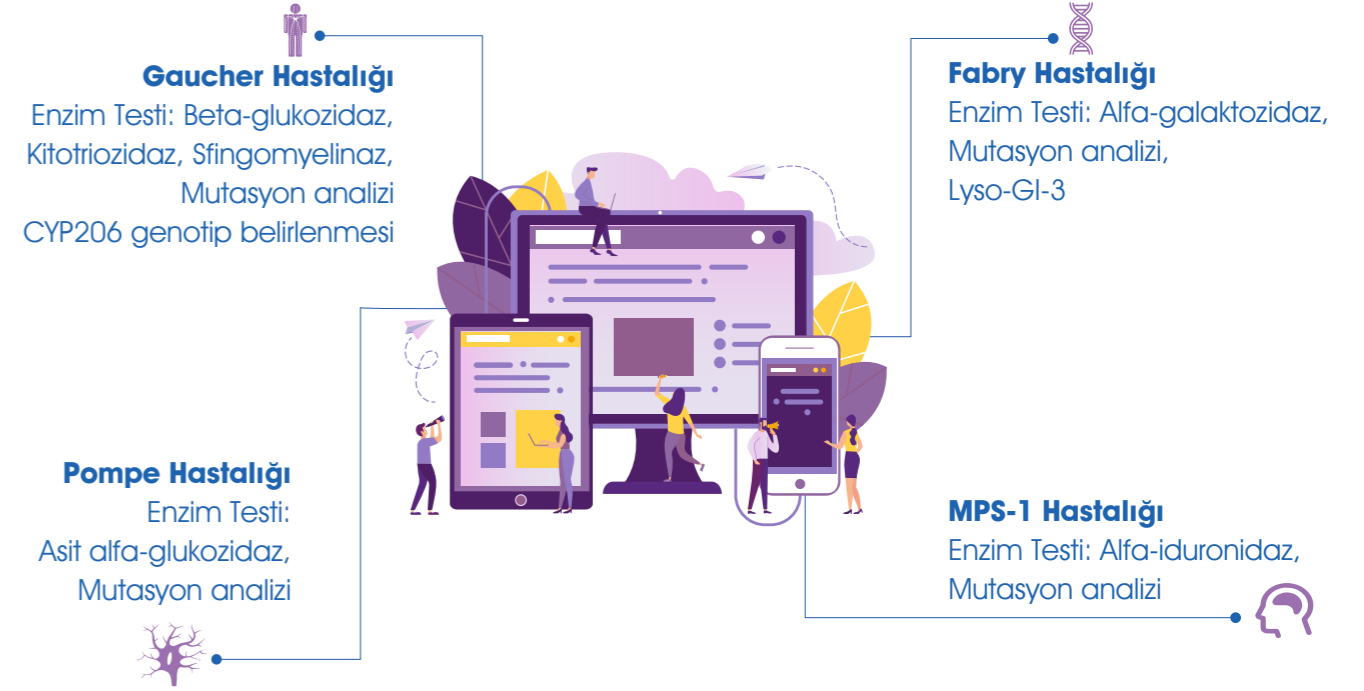 Gaucher Hastalığı
Enzim Testi: Beta-glukozidaz,
Kitotriozidaz, Sfingomyelinaz,
Mutasyon analizi
CYP206 genotip belirlenmesi
Fabry Hastalığı
Enzim Testi: Alfa-galaktozidaz,
Mutasyon analizi,
Lyso-Gl-3
Pompe Hastalığı
Enzim Testi:
Asit alfa-glukozidaz,
Mutasyon analizi
MPS-1 Hastalığı
Enzim Testi: Alfa-iduronidaz,
Mutasyon analizi